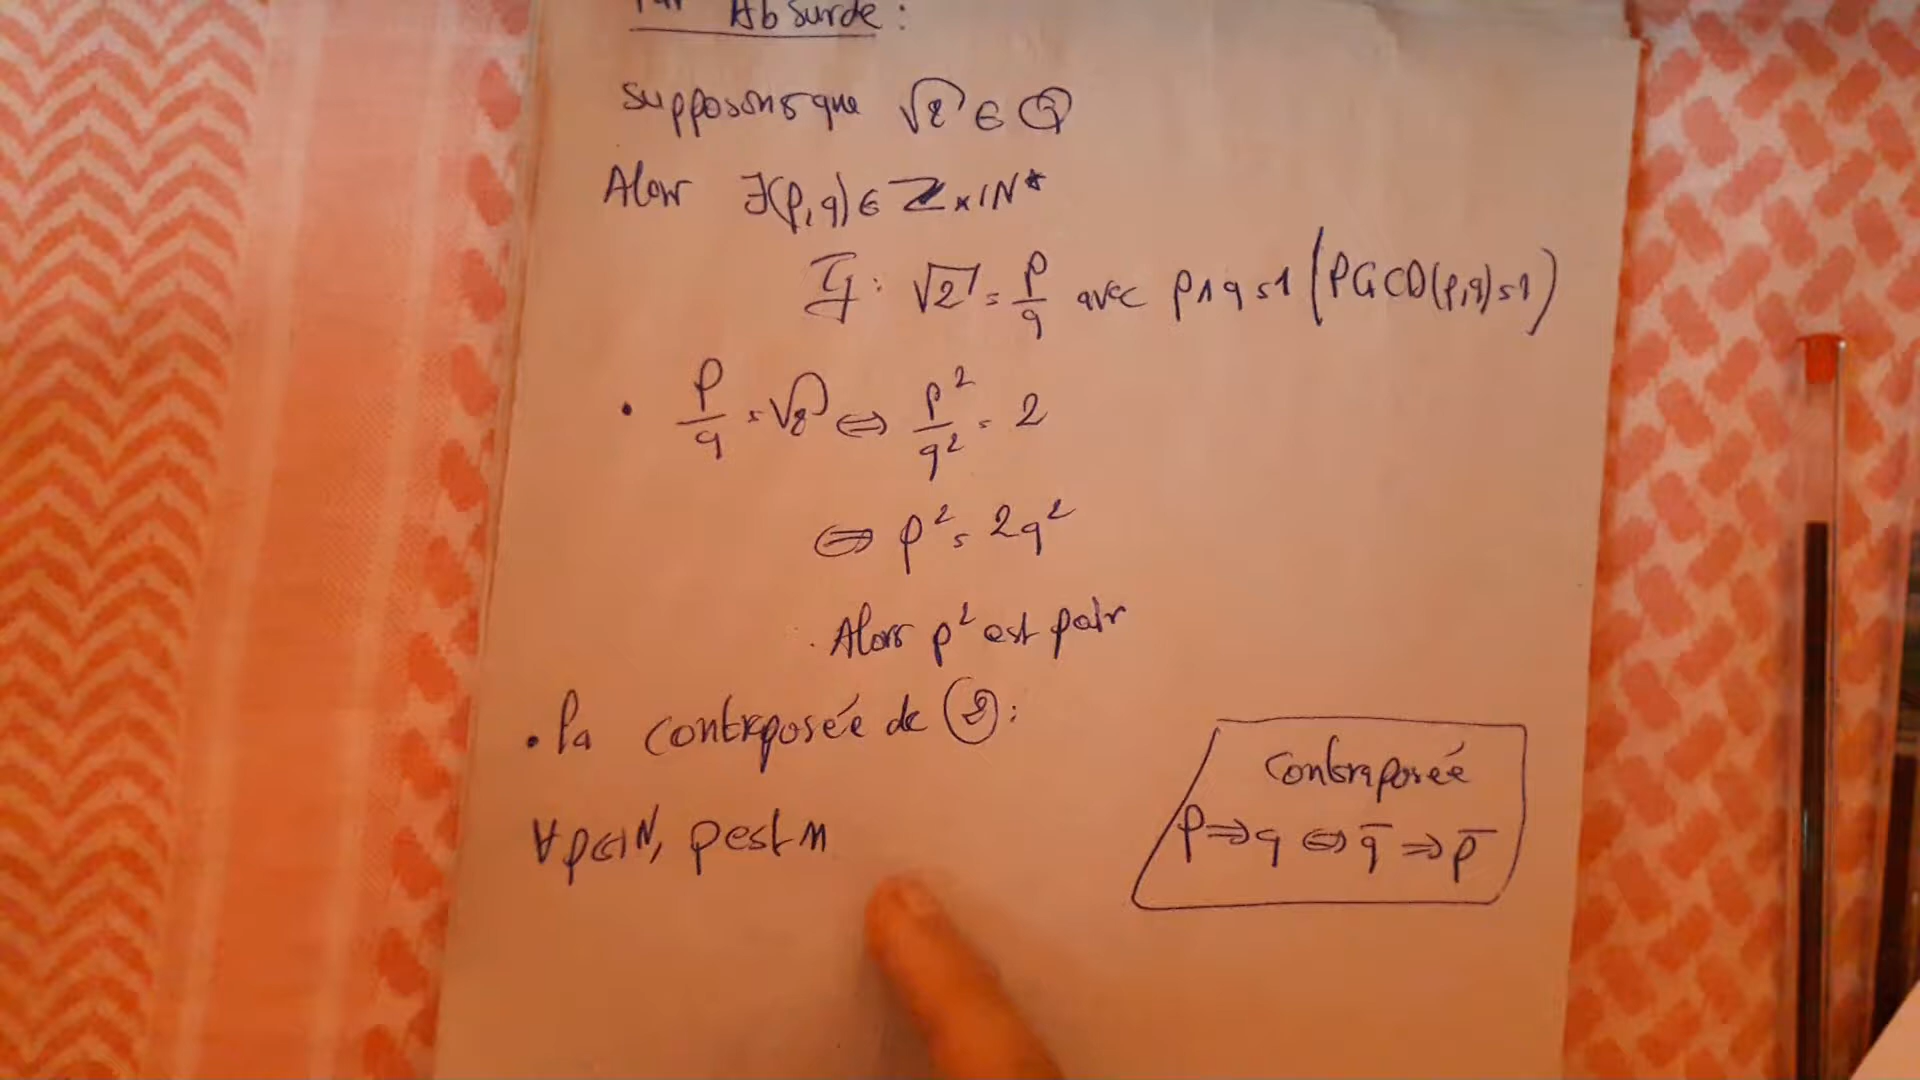 Par Absurde :
Supposons que √2 ∈ ℚ
Alors ∃(p,q) ∈ ℤ×ℕ*
Tq : √2 = p/q avec p∧q=1 (PGCD(p,q)=1)
• p/q = √2 ⇔ p²/q² = 2
⇔ p² = 2q²
. Alors p² est pair
• la contraposée de (2) :
∀p∈ℕ, p est n
contraposée
p ⇒ q ⇔ q̅ ⇒ p̅